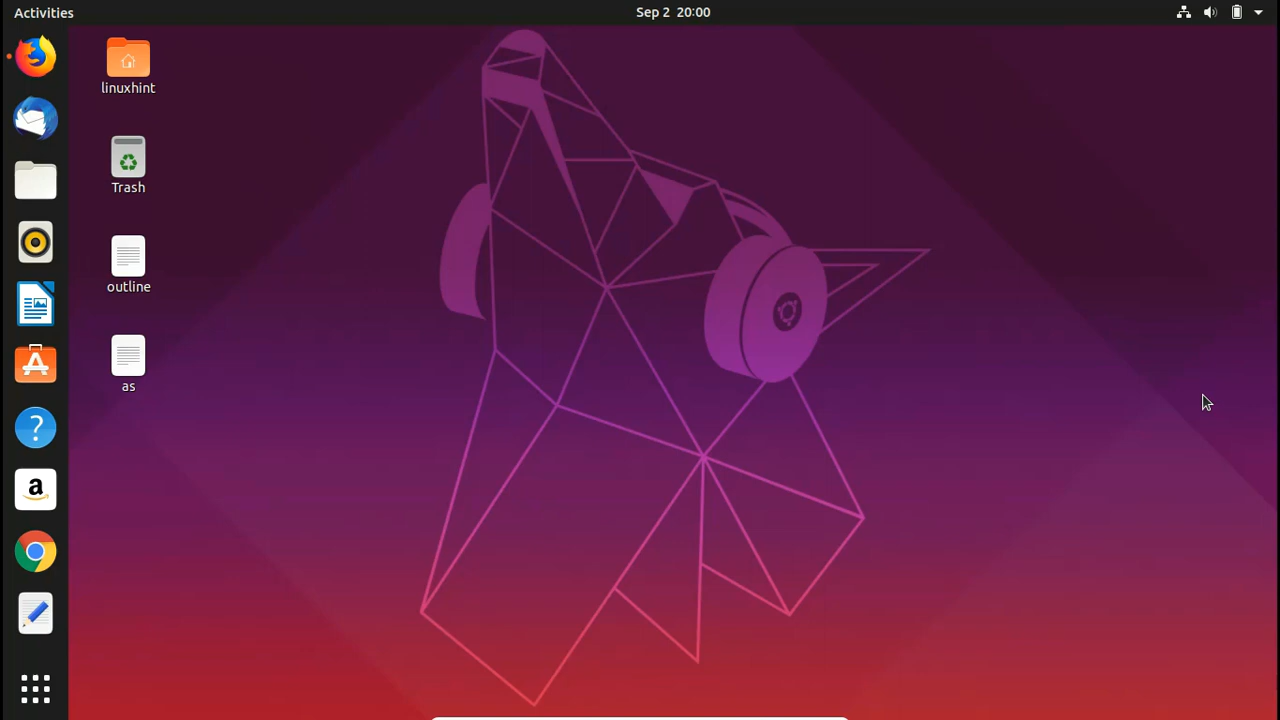 Activities
Sep 2 20:00
linuxhint
Trash
outline
as
?
a